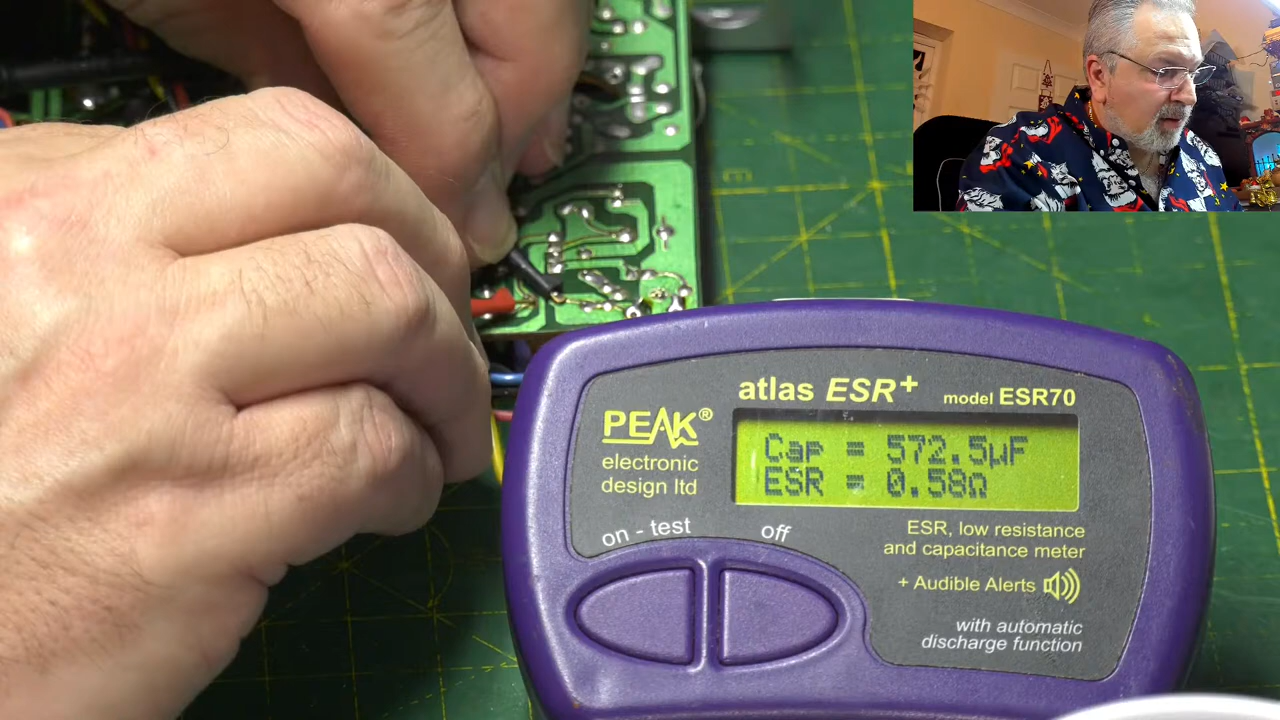 atlas ESR+ model ESR70
PEAK®
electronic
design ltd
Cap = 572.5µF
ESR = 0.58Ω
on - test
off
ESR, low resistance
and capacitance meter
+ Audible Alerts
with automatic
discharge function